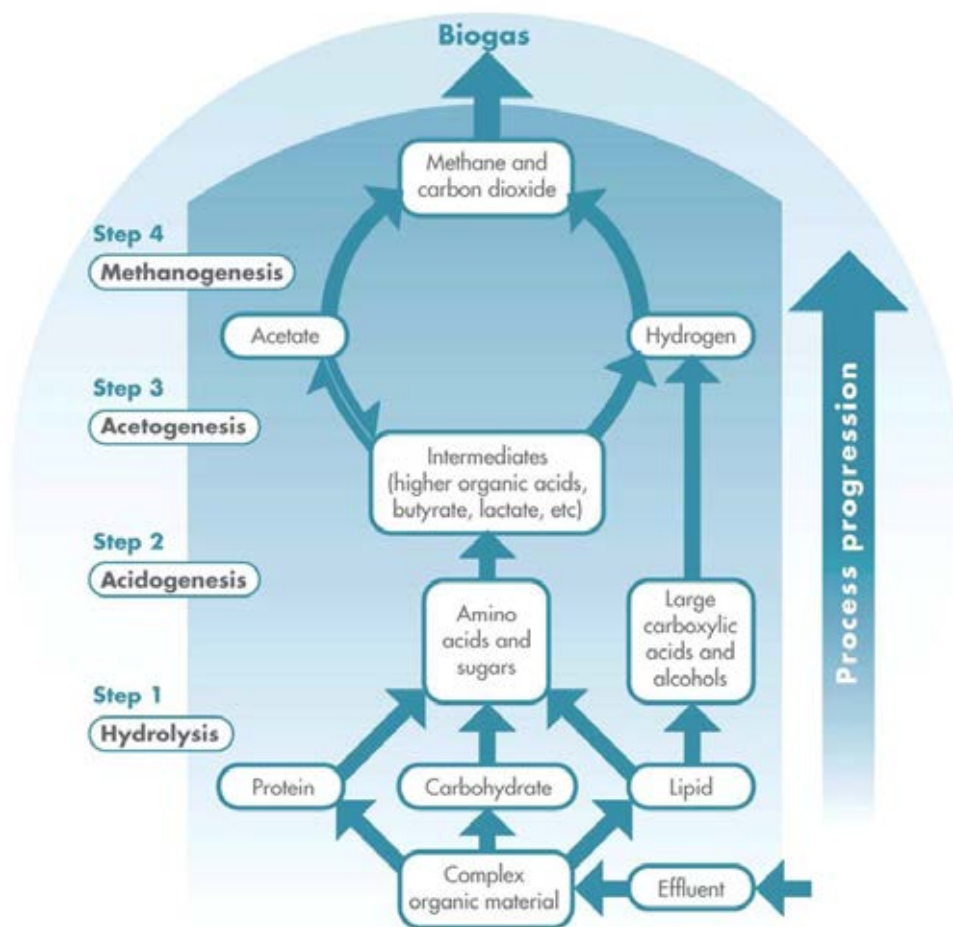 Biogas
Methane and
carbon dioxide
Step 4
Methanogenesis
Acetate
Hydrogen
Step 3
Acetogenesis
Intermediates
(higher organic acids,
butyrate, lactate, etc)
Step 2
Acidogenesis
Amino
acids and
sugars
Large
carboxylic
acids and
alcohols
Process progression
Step 1
Hydrolysis
Protein
Carbohydrate
Lipid
Complex
organic material
Effluent